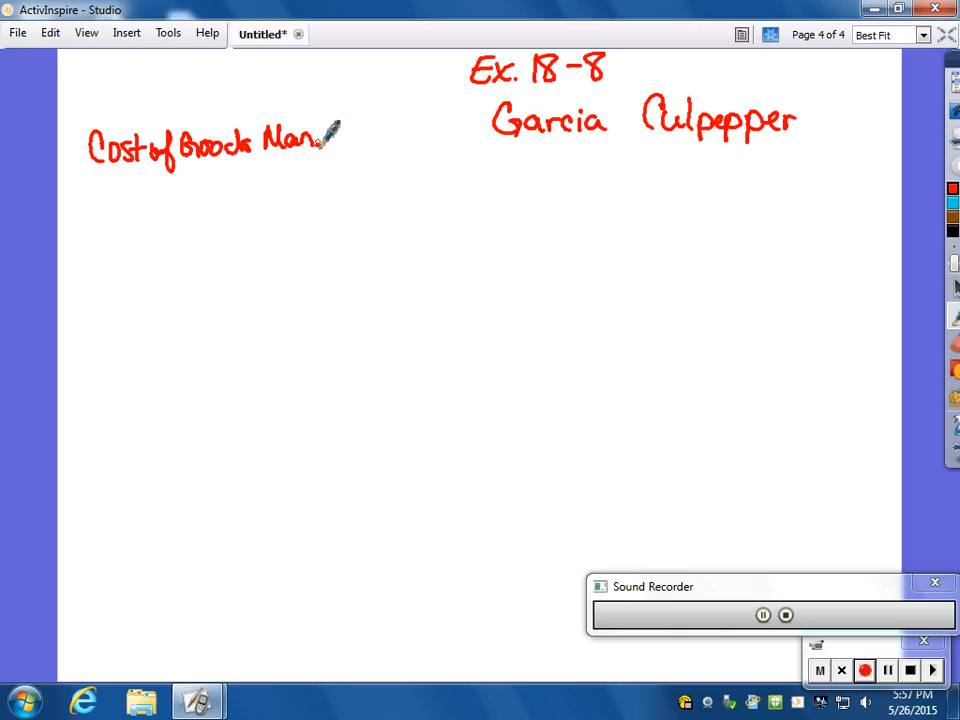 ActivInspire - Studio
File Edit View Insert Tools Help Untitled* Page 4 of 4 Best Fit
Ex. 18-8
Garcia Culpepper
Cost of Goods Man
Sound Recorder
M
5:57 PM
5/26/2015